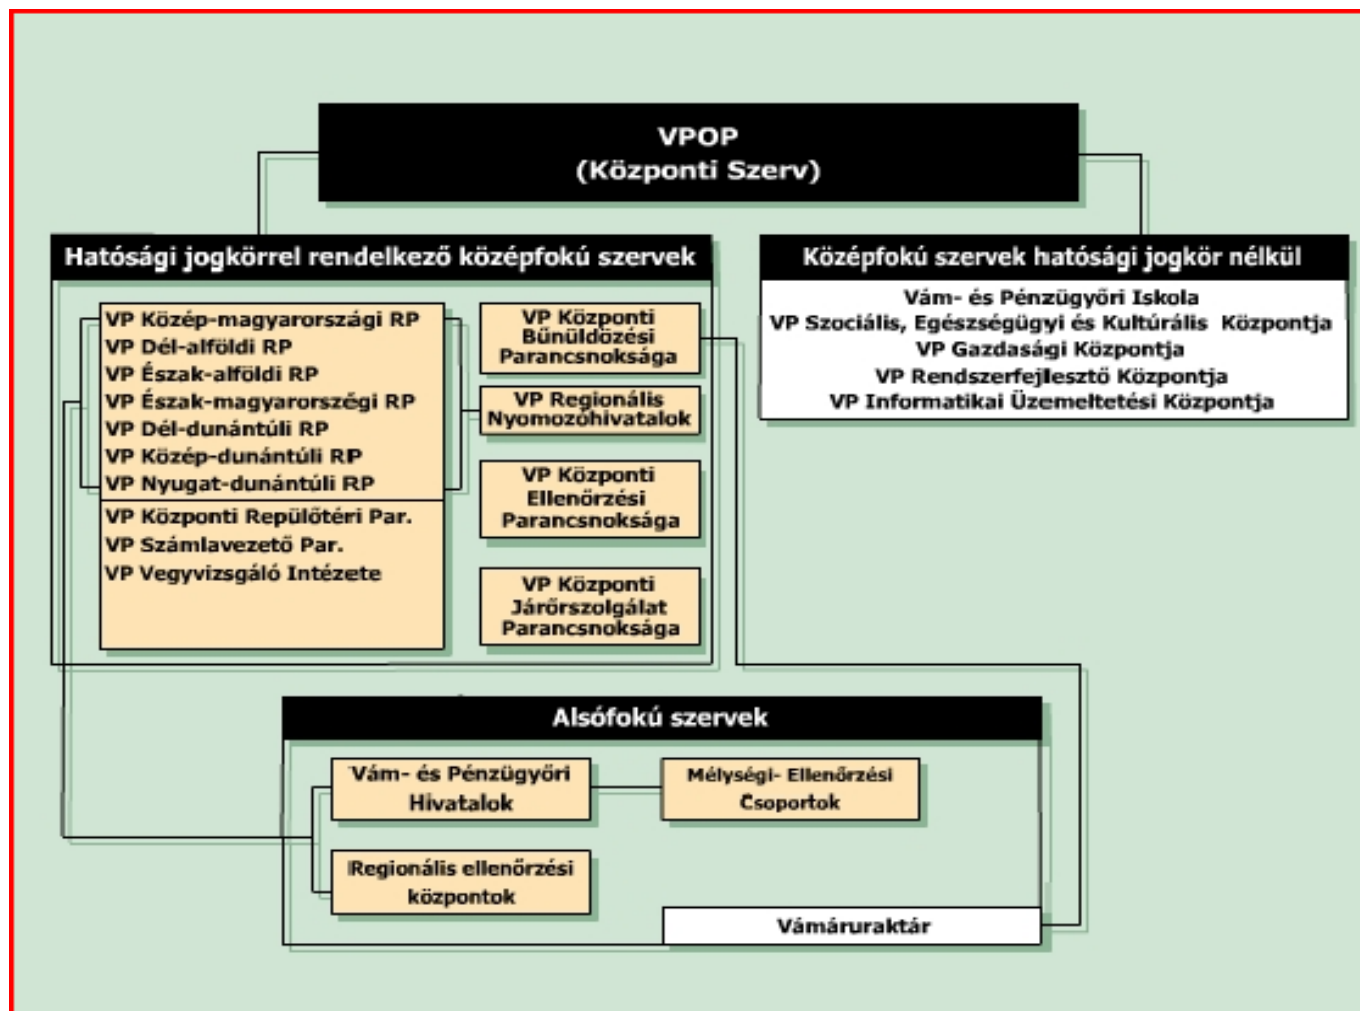 VPOP
(Központi Szerv)
Hatósági jogkörrel rendelkező középfokú szervek
VP Közép-magyarországi RP
VP Dél-alföldi RP
VP Észak-alföldi RP
VP Észak-magyarorszégi RP
VP Dél-dunántúli RP
VP Közép-dunántúli RP
VP Nyugat-dunántúli RP
VP Központi Repülőtéri Par.
VP Számlavezető Par.
VP Vegyvizsgáló Intézete
VP Központi
Bűnüldözési
Parancsnoksága
VP Regionális
Nyomozóhivatalok
VP Központi
Ellenőrzési
Parancsnoksága
VP Központi
Járőrszolgálat
Parancsnoksága
Középfokú szervek hatósági jogkör nélkül
Vám- és Pénzügyőri Iskola
VP Szociális, Egészségügyi és Kultúrális Központja
VP Gazdasági Központja
VP Rendszerfejlesztő Központja
VP Informatikai Üzemeltetési Központja
Alsófokú szervek
Vám- és Pénzügyőri
Hivatalok
Mélységi- Ellenőrzési
Csoportok
Regionális ellenőrzési
központok
Vámáruraktár